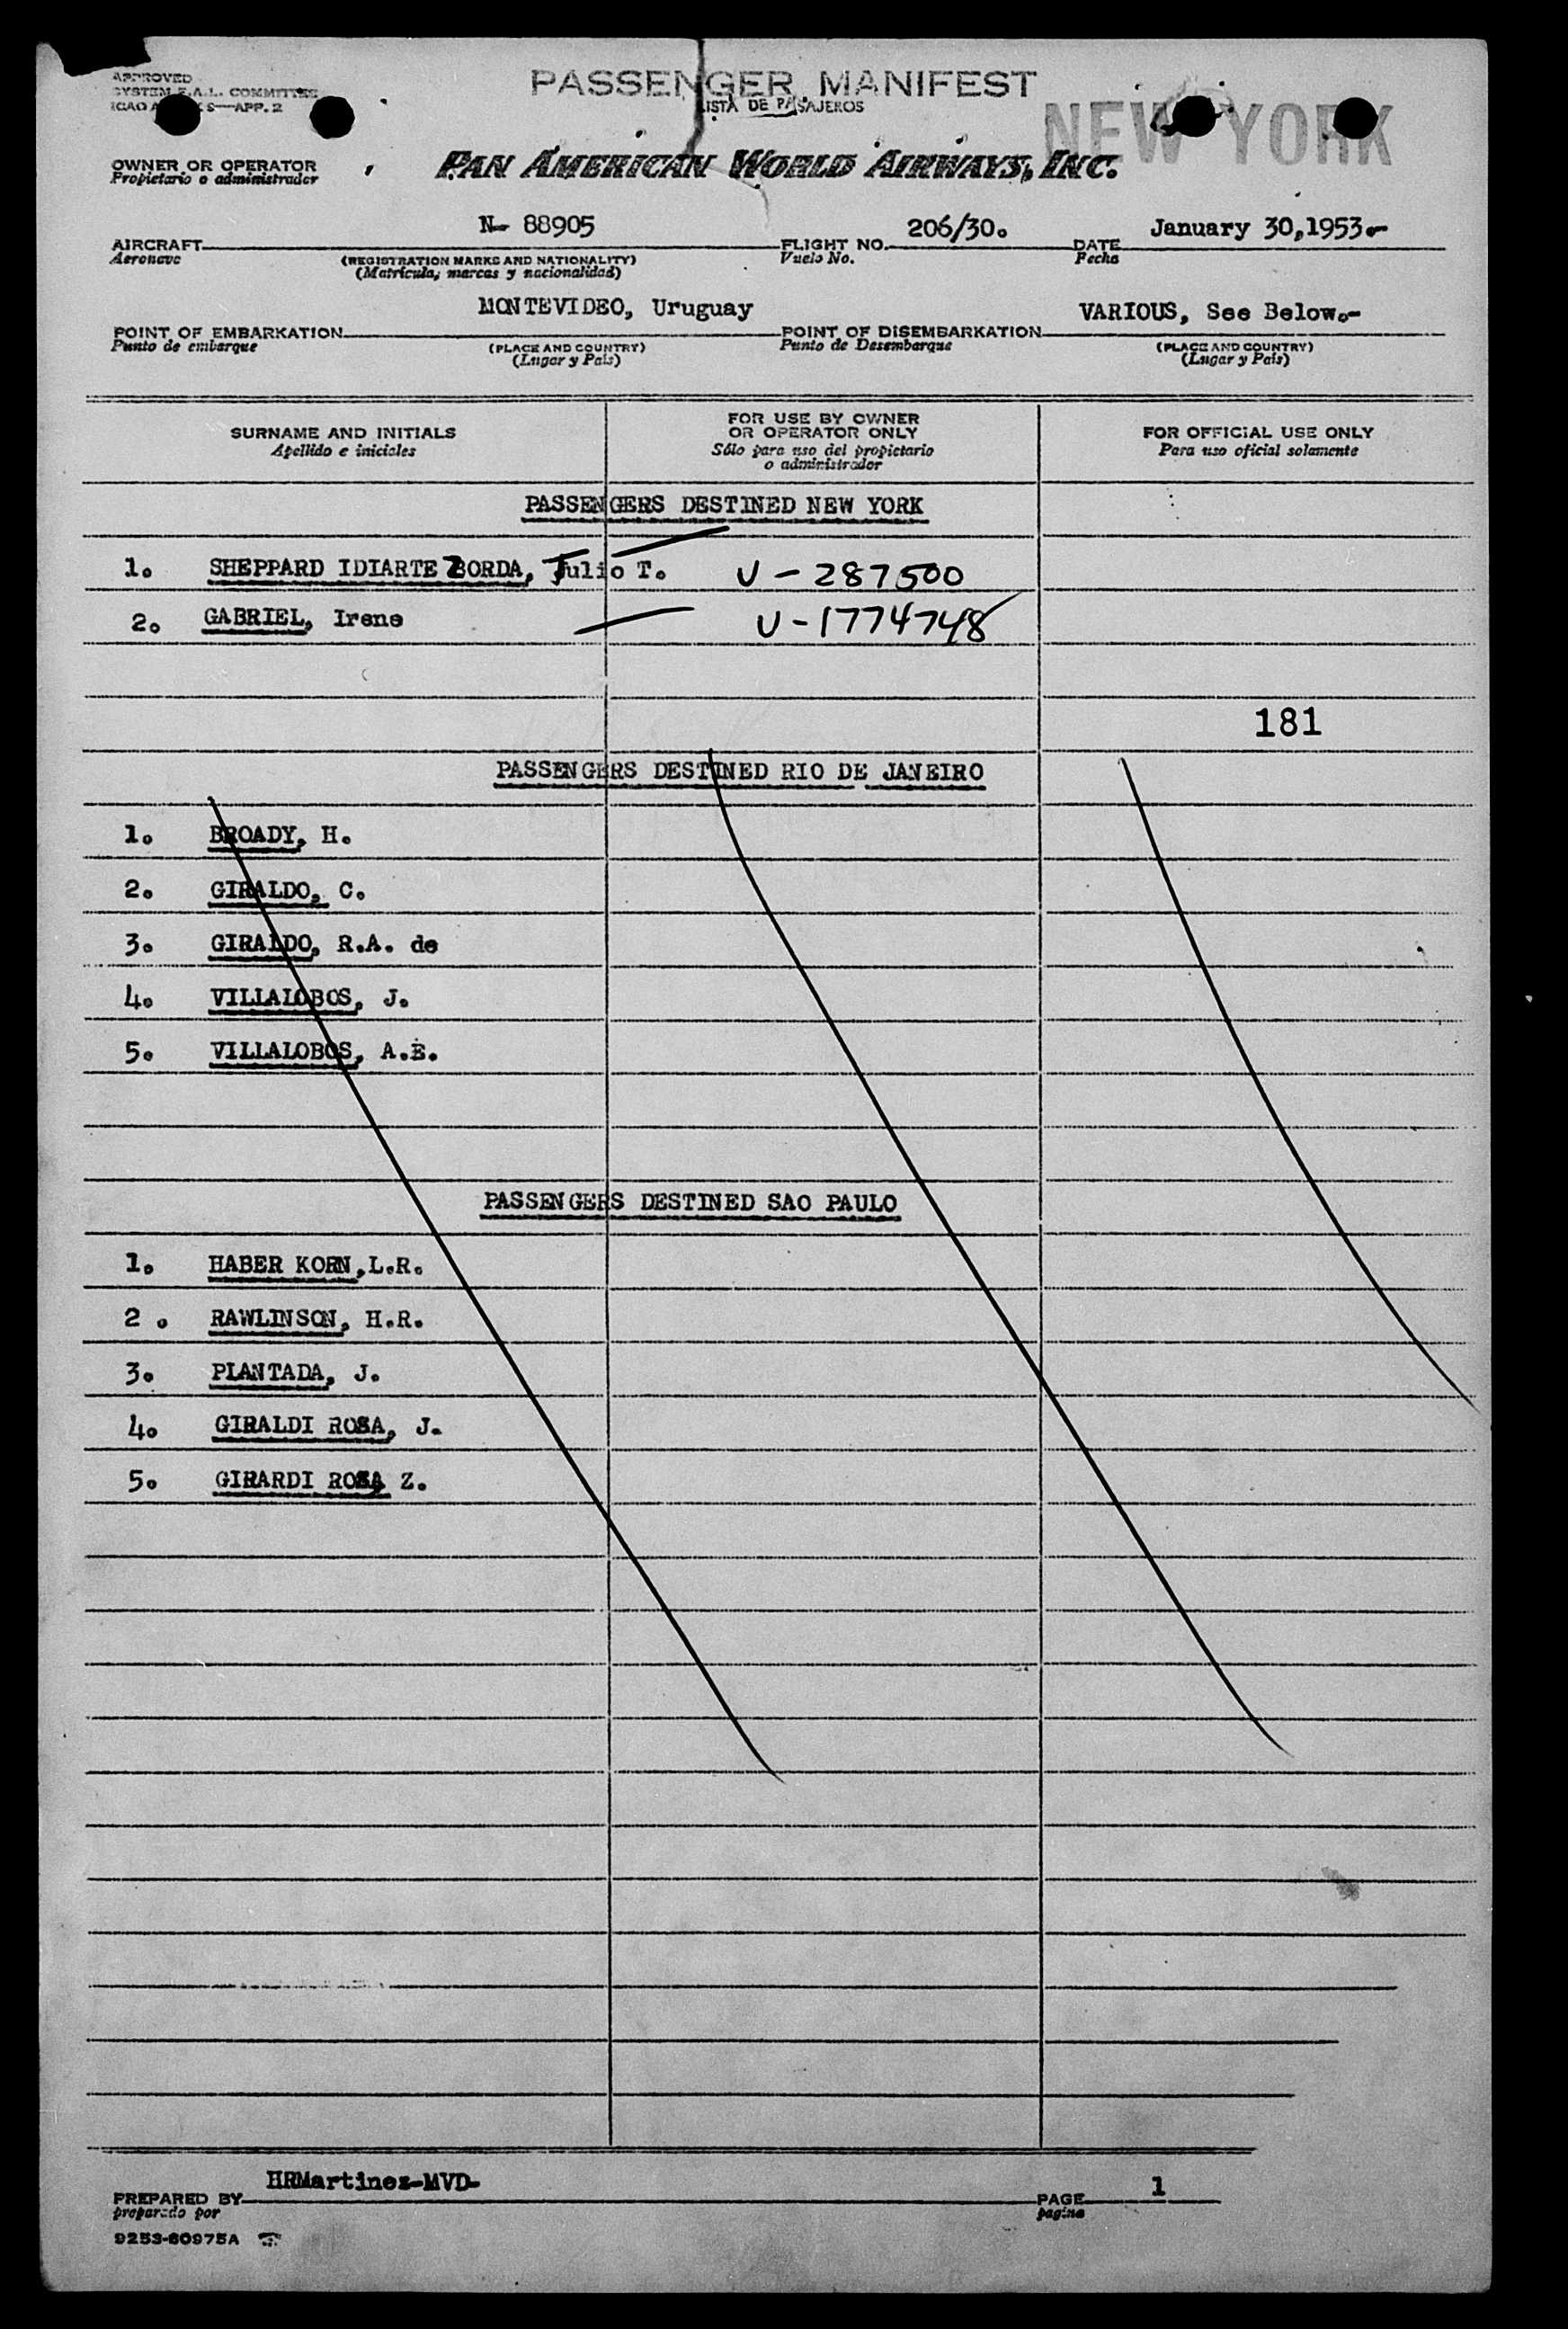 APPROVED
SYSTEM F.A.L. COMMITTEE
ICAO S—APP. 2
PASSENGER MANIFEST
LISTA DE PASAJEROS
NEW YORK
OWNER OR OPERATOR
Propietario o administrador
PAN AMERICAN WORLD AIRWAYS, INC.
N- 88905 206/30. January 30,1953.-
AIRCRAFT FLIGHT NO. DATE
Aeronave (REGISTRATION MARKS AND NATIONALITY) Vuelo No. Fecha
(Matrícula, marcas y nacionalidad)
MONTEVIDEO, Uruguay VARIOUS, See Below.-
POINT OF EMBARKATION POINT OF DISEMBARKATION
Punto de embarque (PLACE AND COUNTRY) Punto de Desembarque (PLACE AND COUNTRY)
(Lugar y País) (Lugar y País)
SURNAME AND INITIALS FOR USE BY OWNER OR OPERATOR ONLY FOR OFFICIAL USE ONLY
Apellido e iniciales Sólo para uso del propietario o administrador Para uso oficial solamente
PASSENGERS DESTINED NEW YORK
1. SHEPPARD IDIARTE BORDA, Julio T. V - 287500
2. GABRIEL, Irene V - 1774748
181
PASSENGERS DESTINED RIO DE JANEIRO
1. BROADY, H.
2. GIRALDO, C.
3. GIRALDO, R.A. de
4. VILLALOBOS, J.
5. VILLALOBOS, A.E.
PASSENGERS DESTINED SAO PAULO
1. HABER KORN,L.R.
2 . RAWLINSON, H.R.
3. PLANTADA, J.
4. GIRALDI ROSA, J.
5. GIRARDI ROSA, Z.
HRMartinez-MVD- 1
PREPARED BY PAGE
preparado por pagina
9253-60975A